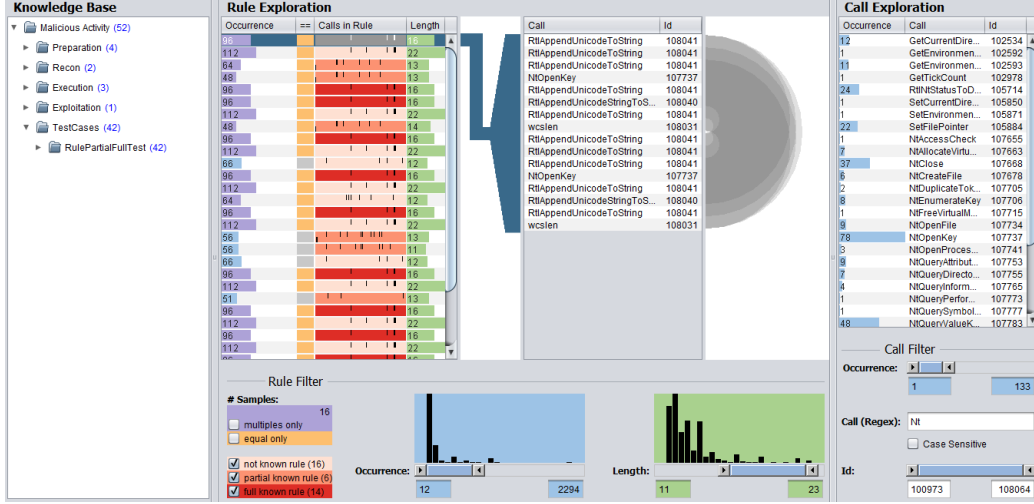 Knowledge Base
Malicious Activity (52)
Preparation (4)
Recon (2)
Execution (3)
Exploitation (1)
TestCases (42)
RulePartialFullTest (42)
Rule Exploration
Occurrence == Calls in Rule Length
96 16
112 22
64 13
48 13
96 16
96 16
112 22
48 14
96 16
112 22
66 12
96 16
112 22
64 12
96 16
112 22
56 13
56 11
66 12
96 16
112 22
51 13
96 16
112 22
96 16
112 22
96 16
Call Id
RtlAppendUnicodeToString 108041
RtlAppendUnicodeToString 108041
RtlAppendUnicodeToString 108041
NtOpenKey 107737
RtlAppendUnicodeToString 108041
RtlAppendUnicodeStringToS... 108040
RtlAppendUnicodeToString 108041
wcslen 108031
RtlAppendUnicodeToString 108041
RtlAppendUnicodeToString 108041
RtlAppendUnicodeToString 108041
NtOpenKey 107737
RtlAppendUnicodeToString 108041
RtlAppendUnicodeStringToS... 108040
RtlAppendUnicodeToString 108041
wcslen 108031
Call Exploration
Occurrence Call Id
12 GetCurrentDire... 102534
1 GetEnvironmen... 102592
11 GetEnvironmen... 102593
1 GetTickCount 102978
24 RtlNtStatusToD... 105714
1 SetCurrentDire... 105850
1 SetEnvironmen... 105871
22 SetFilePointer 105884
1 NtAccessCheck 107655
7 NtAllocateVirtu... 107663
37 NtClose 107668
6 NtCreateFile 107678
2 NtDuplicateTok... 107705
8 NtEnumerateKey 107706
1 NtFreeVirtualM... 107715
9 NtOpenFile 107734
78 NtOpenKey 107737
3 NtOpenProces... 107741
9 NtQueryAttribut... 107753
7 NtQueryDirecto... 107755
4 NtQueryInform... 107765
1 NtQueryPerfor... 107773
1 NtQuerySymbol... 107777
48 NtQueryValueK... 107783
Rule Filter
# Samples:
16
multiples only
equal only
not known rule (16)
partial known rule (6)
full known rule (14)
Occurrence:
12 2294
Length:
11 23
Call Filter
Occurrence:
1 133
Call (Regex): Nt
Case Sensitive
Id:
100973 108064